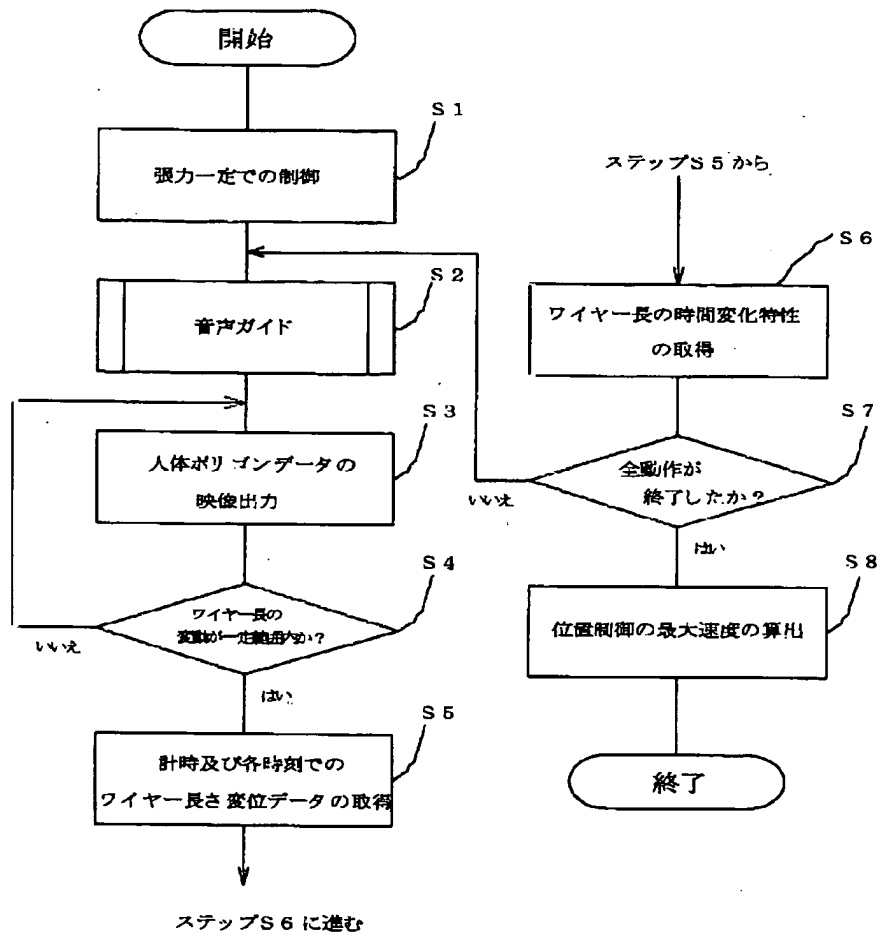 開始
S1
張力一定での制御
S2
音声ガイド
S3
人体ポリゴンデータの
映像出力
S4
ワイヤー長の
変動が一定範囲内か?
いいえ
はい
S5
計時及び各時刻での
ワイヤー長さ変位データの取得
ステップS6に進む
ステップS5から
S6
ワイヤー長の時間変化特性
の取得
S7
全動作が
終了したか?
いいえ
はい
S8
位置制御の最大速度の算出
終了